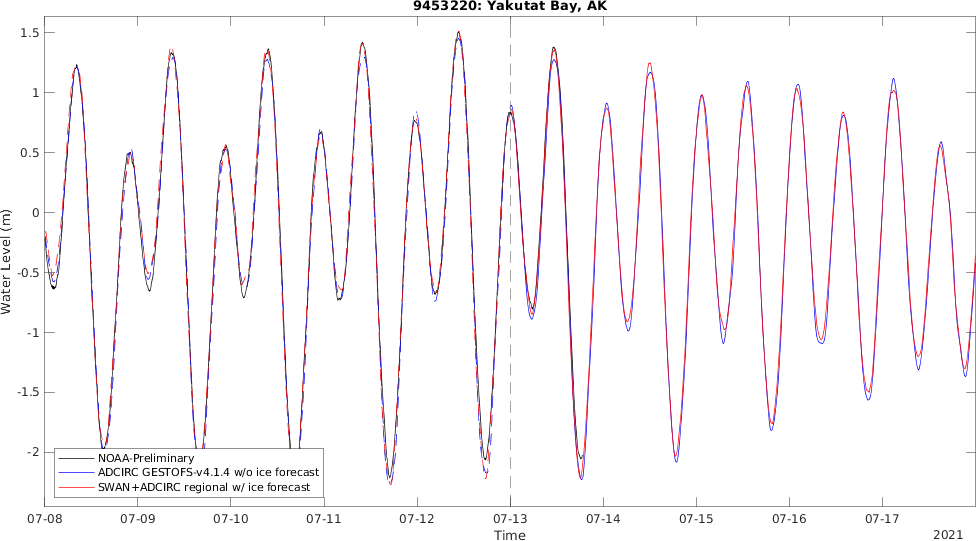 9453220: Yakutat Bay, AK
Water Level (m)
1.5
1
0.5
0
-0.5
-1
-1.5
-2
NOAA-Preliminary
ADCIRC GESTOFS-v4.1.4 w/o ice forecast
SWAN+ADCIRC regional w/ ice forecast
07-08 07-09 07-10 07-11 07-12 07-13 07-14 07-15 07-16 07-17
Time
2021